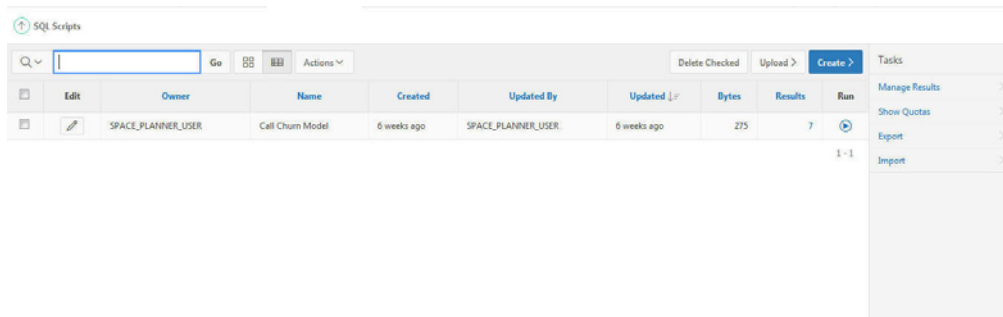 SQL Scripts
Go Actions Delete Checked Upload > Create > Tasks
Edit Owner Name Created Updated By Updated Bytes Results Run Manage Results
Show Quotas
SPACE_PLANNER_USER Call Churn Model 6 weeks ago SPACE_PLANNER_USER 6 weeks ago 275 7
Export
1 - 1
Import